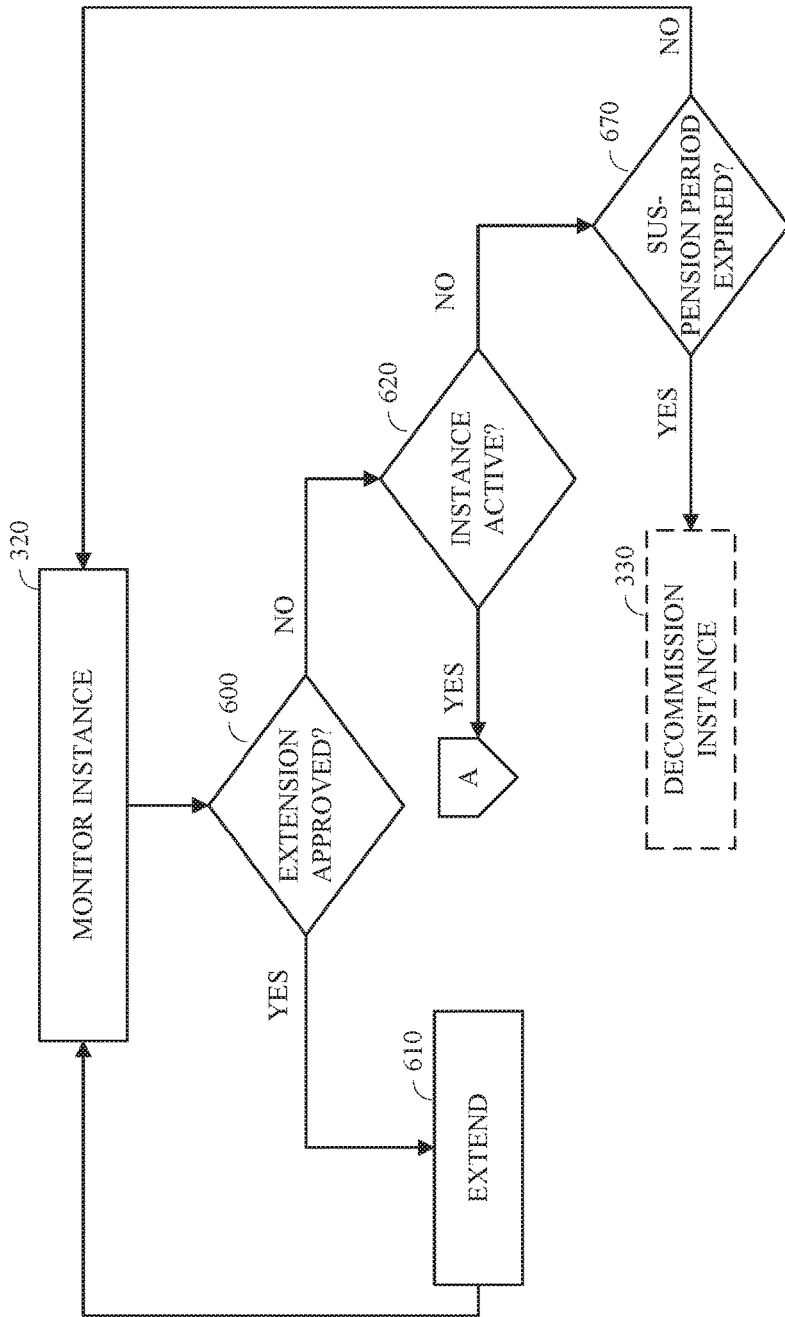 320
MONITOR INSTANCE
600
EXTENSION
APPROVED?
YES
NO
610
EXTEND
620
INSTANCE
ACTIVE?
YES
NO
A
670
SUS-
PENSION PERIOD
EXPIRED?
YES
NO
330
DECOMMISSION
INSTANCE